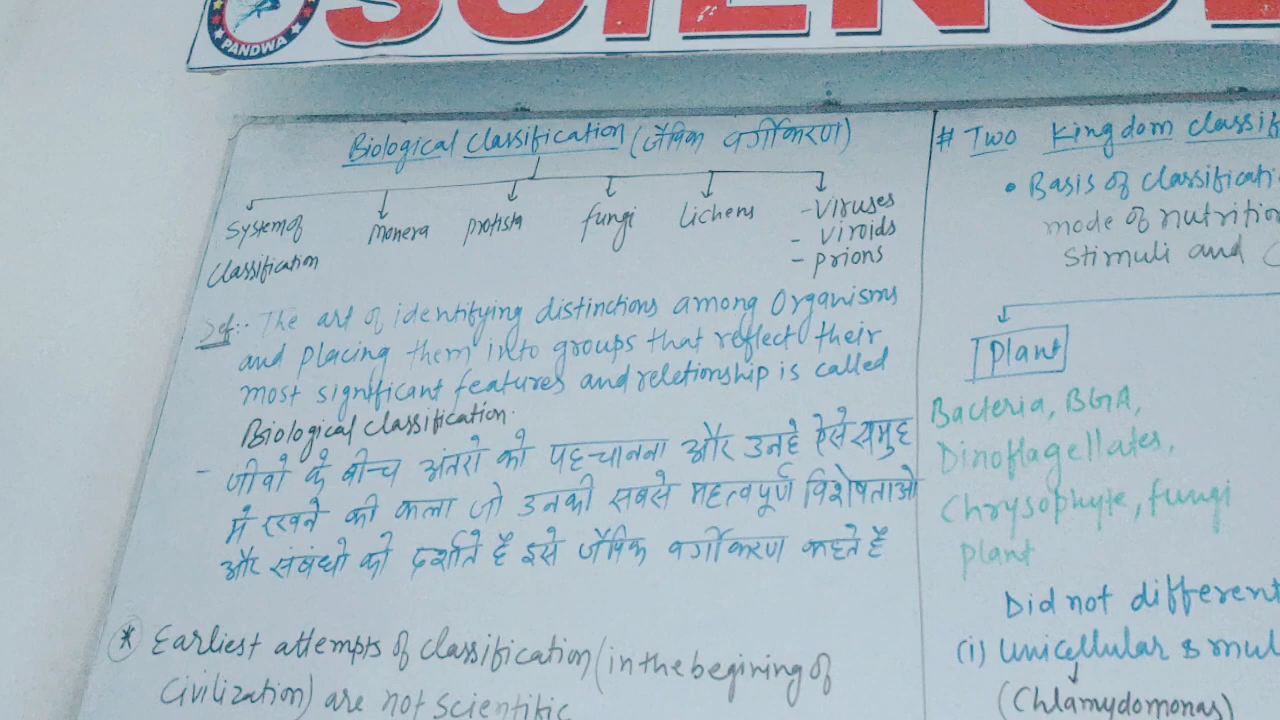 PANDWA
SCIENCE
Biological Classification (जैविक वर्गीकरण)
System of Classification
Monera
Protista
fungi
Lichens
- Viruses
- Viroids
- Prions
Def:- The art of identifying distinctions among Organisms
and placing them into groups that reflect their
most significant features and reletionship is called
Biological classification.
- जीवो के बीच अंतरो को पहचानना और उनहे ऐसे समुह
में रखने की कला जो उनकी सबसे महत्वपूर्ण विशेषताओ
और संबंधो को दर्शाते है इसे जैविक वर्गीकरण कहते है
* Earliest attempts of classification (in the begining of
Civilization) are not scientific
# Two Kingdom classif
• Basis of classificati
mode of nutrition
Stimuli and
Plant
Bacteria, BGA,
Dinoflagellates,
Chrysophyte, fungi
plant
Did not different
(i) Unicellular & mul
(Chlamydomonas)